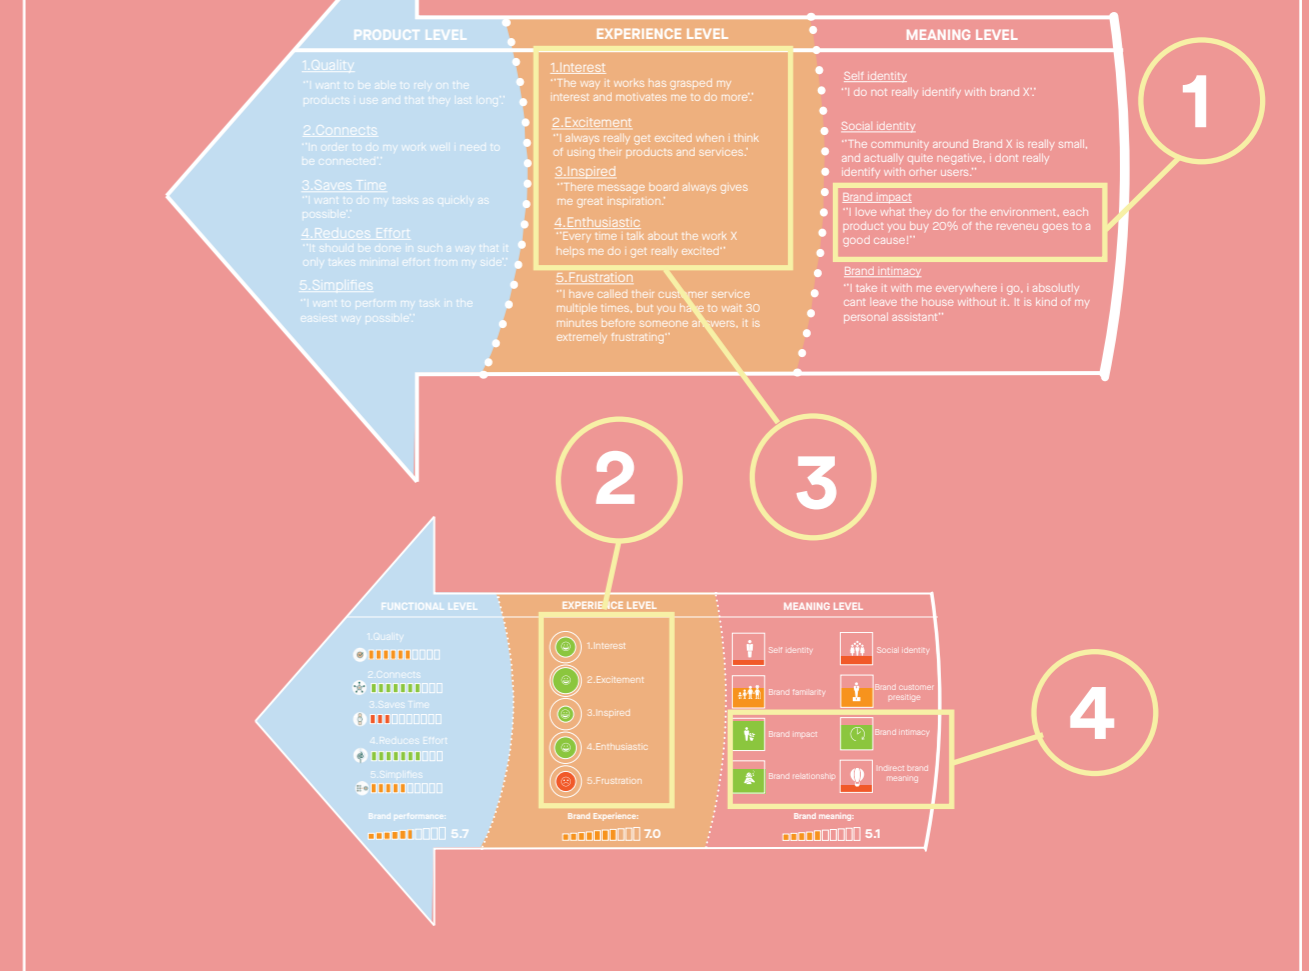 PRODUCT LEVEL
1.Quality
"I want to be able to rely on the
products i use and that they last long".'
2.Connects
"In order to do my work well i need to
be connected".'
3.Saves Time
"I want to do my tasks as quickly as
possible".'
4.Reduces Effort
"It should be done in such a way that it
only takes minimal effort from my side".'
5.Simplifies
"I want to perform my task in the
easiest way possible".'
EXPERIENCE LEVEL
1.Interest
"The way it works has grasped my
interest and motivates me to do more".'
2.Excitement
"I always really get excited when i think
of using their products and services.'
3.Inspired
"There message board always gives
me great inspiration.'
4.Enthusiastic
"Every time i talk about the work X
helps me do i get really excited"
5.Frustration
"I have called their customer service
multiple times, but you have to wait 30
minutes before someone answers, it is
extremely frustrating"
MEANING LEVEL
Self identity
"I do not really identify with brand X".'
Social identity
"The community around Brand X is really small,
and actually quite negative, i dont really
identify with orher users."
Brand impact
"I love what they do for the environment, each
product you buy 20% of the reveneu goes to a
good cause!"
Brand intimacy
"I take it with me everywhere i go, i absolutly
cant leave the house without it. It is kind of my
personal assistant"
1
2
3
FUNCTIONAL LEVEL
1.Quality
2.Connects
3.Saves Time
4.Reduces Effort
5.Simplifies
Brand performance:
5.7
EXPERIENCE LEVEL
1.Interest
2.Excitement
3.Inspired
4.Enthusiastic
5.Frustration
Brand Experience:
7.0
MEANING LEVEL
Self identity
Social identity
Brand familarity
Brand customer
presitige
Brand impact
Brand intimacy
Brand relationship
Indirect brand
meaning
Brand meaning:
5.1
4